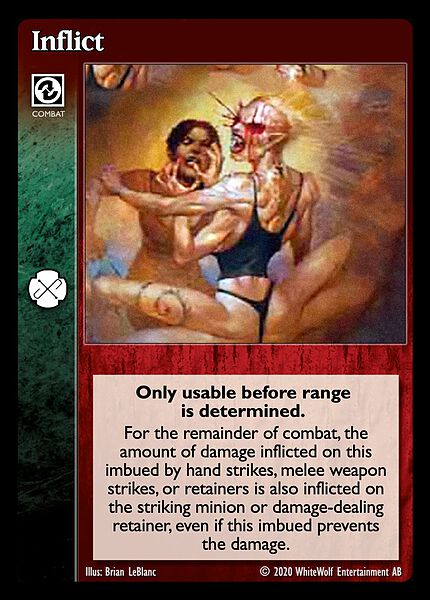 Inflict
COMBAT
Only usable before range
is determined.
For the remainder of combat, the
amount of damage inflicted on this
imbued by hand strikes, melee weapon
strikes, or retainers is also inflicted on
the striking minion or damage-dealing
retainer, even if this imbued prevents
the damage.
Illus: Brian LeBlanc
© 2020 WhiteWolf Entertainment AB